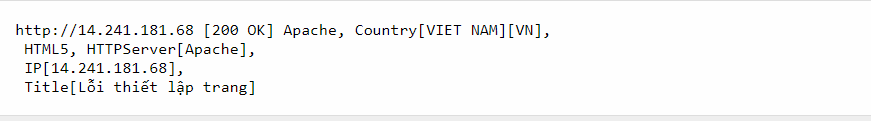 http://14.241.181.68 [200 OK] Apache, Country[VIET NAM][VN],
HTML5, HTTPServer[Apache],
IP[14.241.181.68],
Title[Lỗi thiết lập trang]